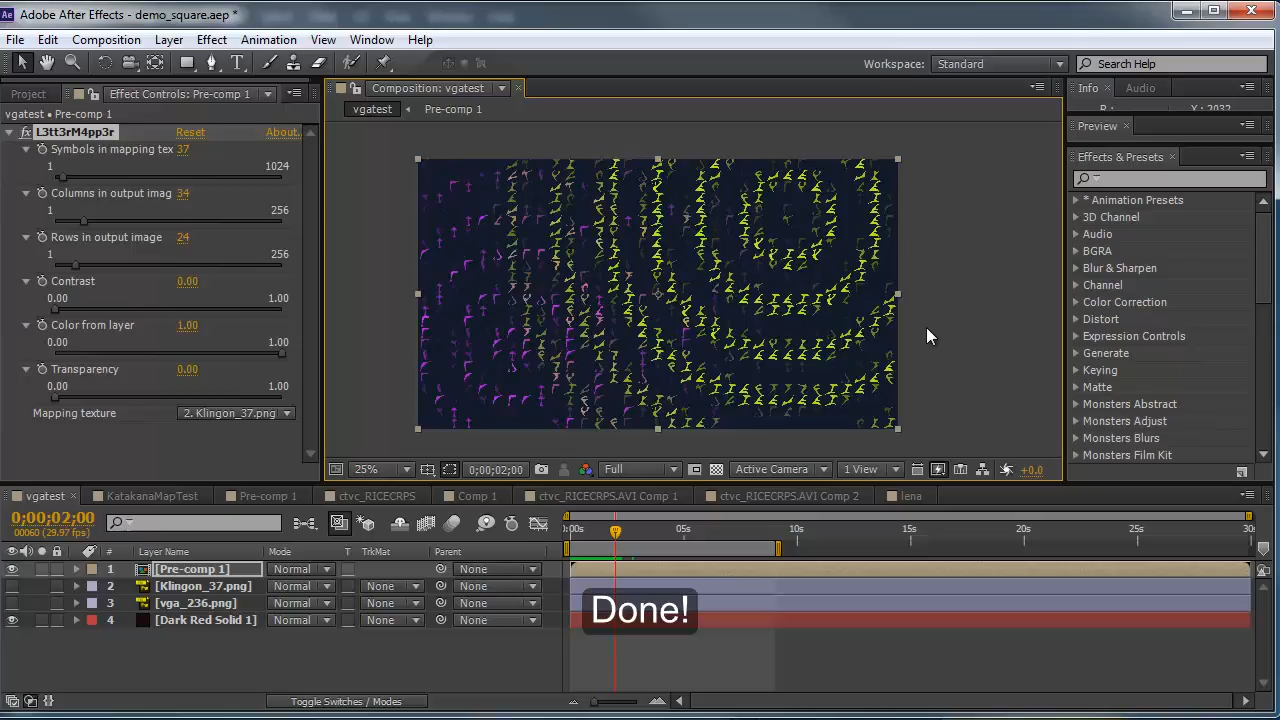 Adobe After Effects - demo_square.aep *
File Edit Composition Layer Effect Animation View Window Help
Workspace: Standard Search Help
Project Effect Controls: Pre-comp 1
vgatest • Pre-comp 1
fx L3tt3rM4pp3r Reset About.
Symbols in mapping tex 37
1 1024
Columns in output imag 34
1 256
Rows in output image 24
1 256
Contrast 0.00
0.00 1.00
Color from layer 1.00
0.00 1.00
Transparency 0.00
0.00 1.00
Mapping texture 2. Klingon_37.png
Composition: vgatest
vgatest Pre-comp 1
25% 0;00;02;00 Full Active Camera 1 View +0.0
Info Audio
X : 2032
Preview
Effects & Presets
* Animation Presets
3D Channel
Audio
BGRA
Blur & Sharpen
Channel
Color Correction
Distort
Expression Controls
Generate
Keying
Matte
Monsters Abstract
Monsters Adjust
Monsters Blurs
Monsters Film Kit
vgatest KatakanaMapTest Pre-comp 1 ctvc_RICECRPS Comp 1 ctvc_RICECRPS.AVI Comp 1 ctvc_RICECRPS.AVI Comp 2 lena
0;00;02;00
00060 (29.97 fps)
:00s 05s 10s 15s 20s 25s 30s
# Layer Name Mode T TrkMat Parent
1 [Pre-comp 1] Normal None
2 [Klingon_37.png] Normal None None
3 [vga_236.png] Normal None None
4 [Dark Red Solid 1] Normal None None
Done!
Toggle Switches / Modes